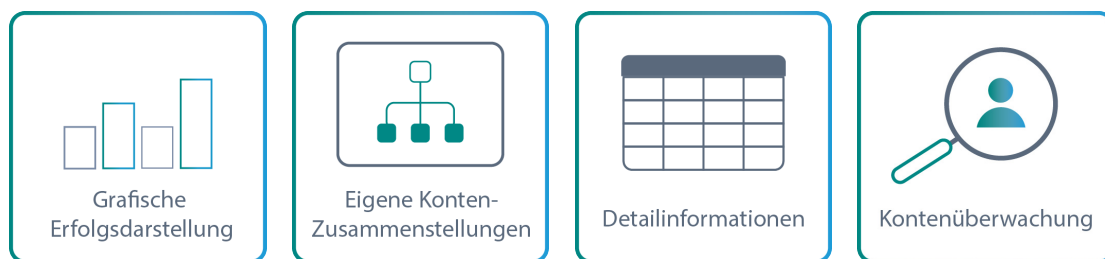 Grafische
Erfolgsdarstellung
Eigene Konten-
Zusammenstellungen
Detailinformationen
Kontenüberwachung